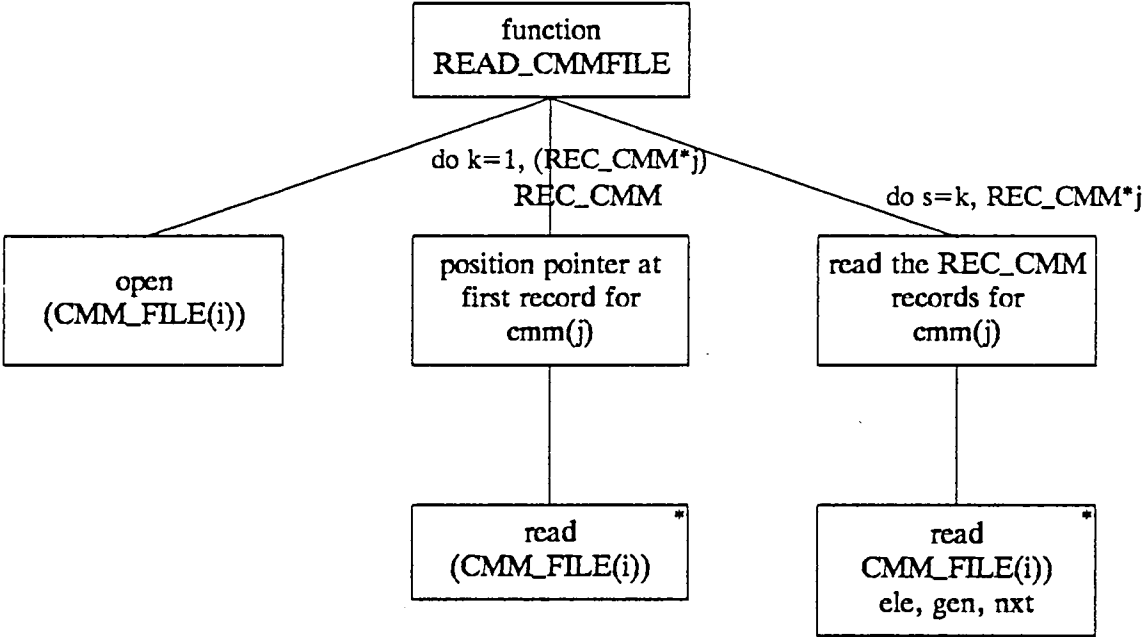 function
READ_CMMFILE
do k=1, (REC_CMM*j)
REC_CMM
do s=k, REC_CMM*j
open
(CMM_FILE(i))
position pointer at
first record for
cmm(j)
read the REC_CMM
records for
cmm(j)
*
read
(CMM_FILE(i))
*
read
CMM_FILE(i))
ele, gen, nxt